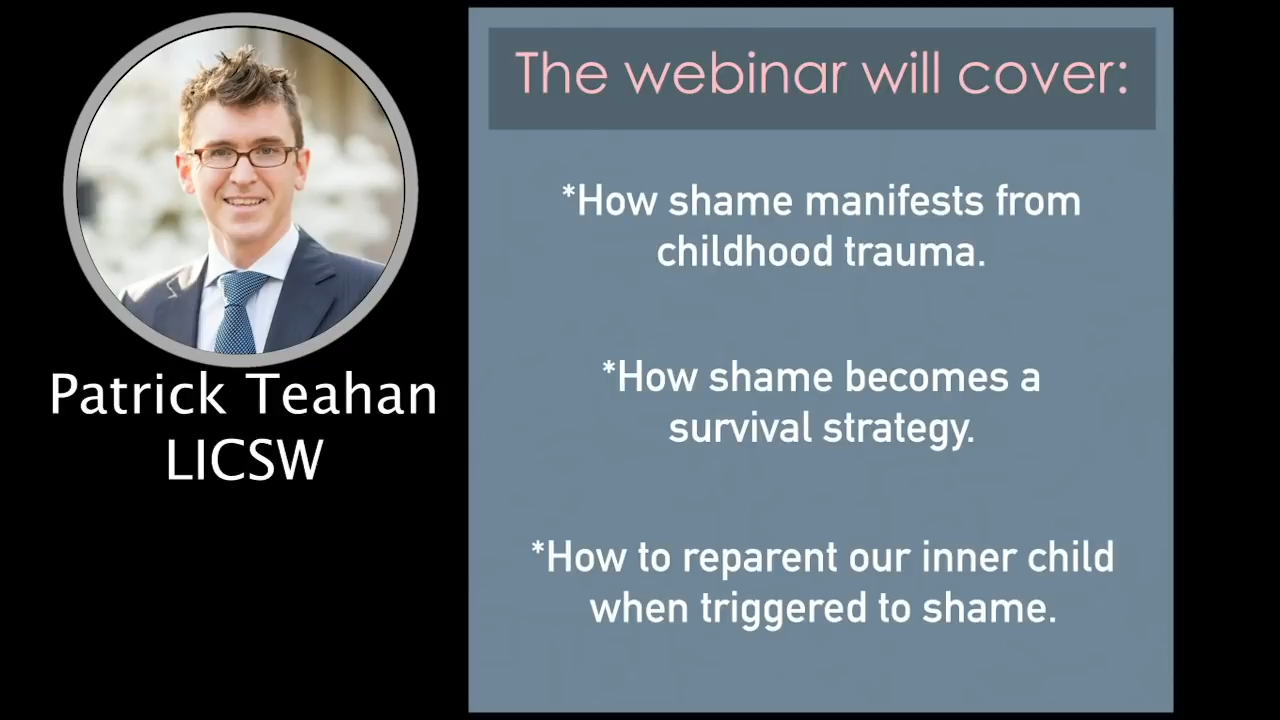 Patrick Teahan
LICSW
The webinar will cover:
*How shame manifests from
childhood trauma.
*How shame becomes a
survival strategy.
*How to reparent our inner child
when triggered to shame.